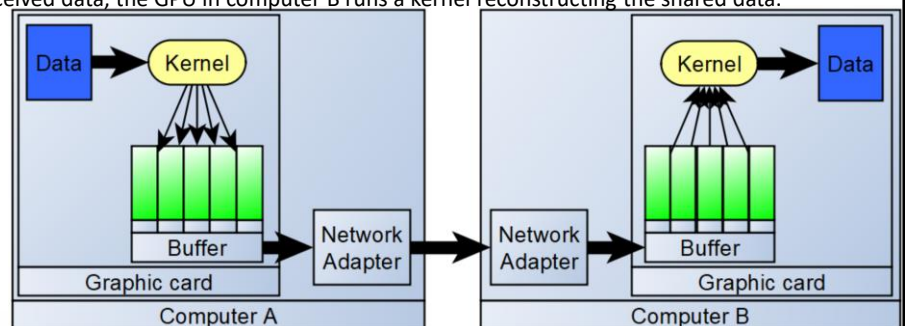 received data, the GPU in computer B runs a kernel reconstructing the shared data.
Data
Kernel
Buffer
Network
Adapter
Graphic card
Computer A
Network
Adapter
Kernel
Data
Buffer
Graphic card
Computer B